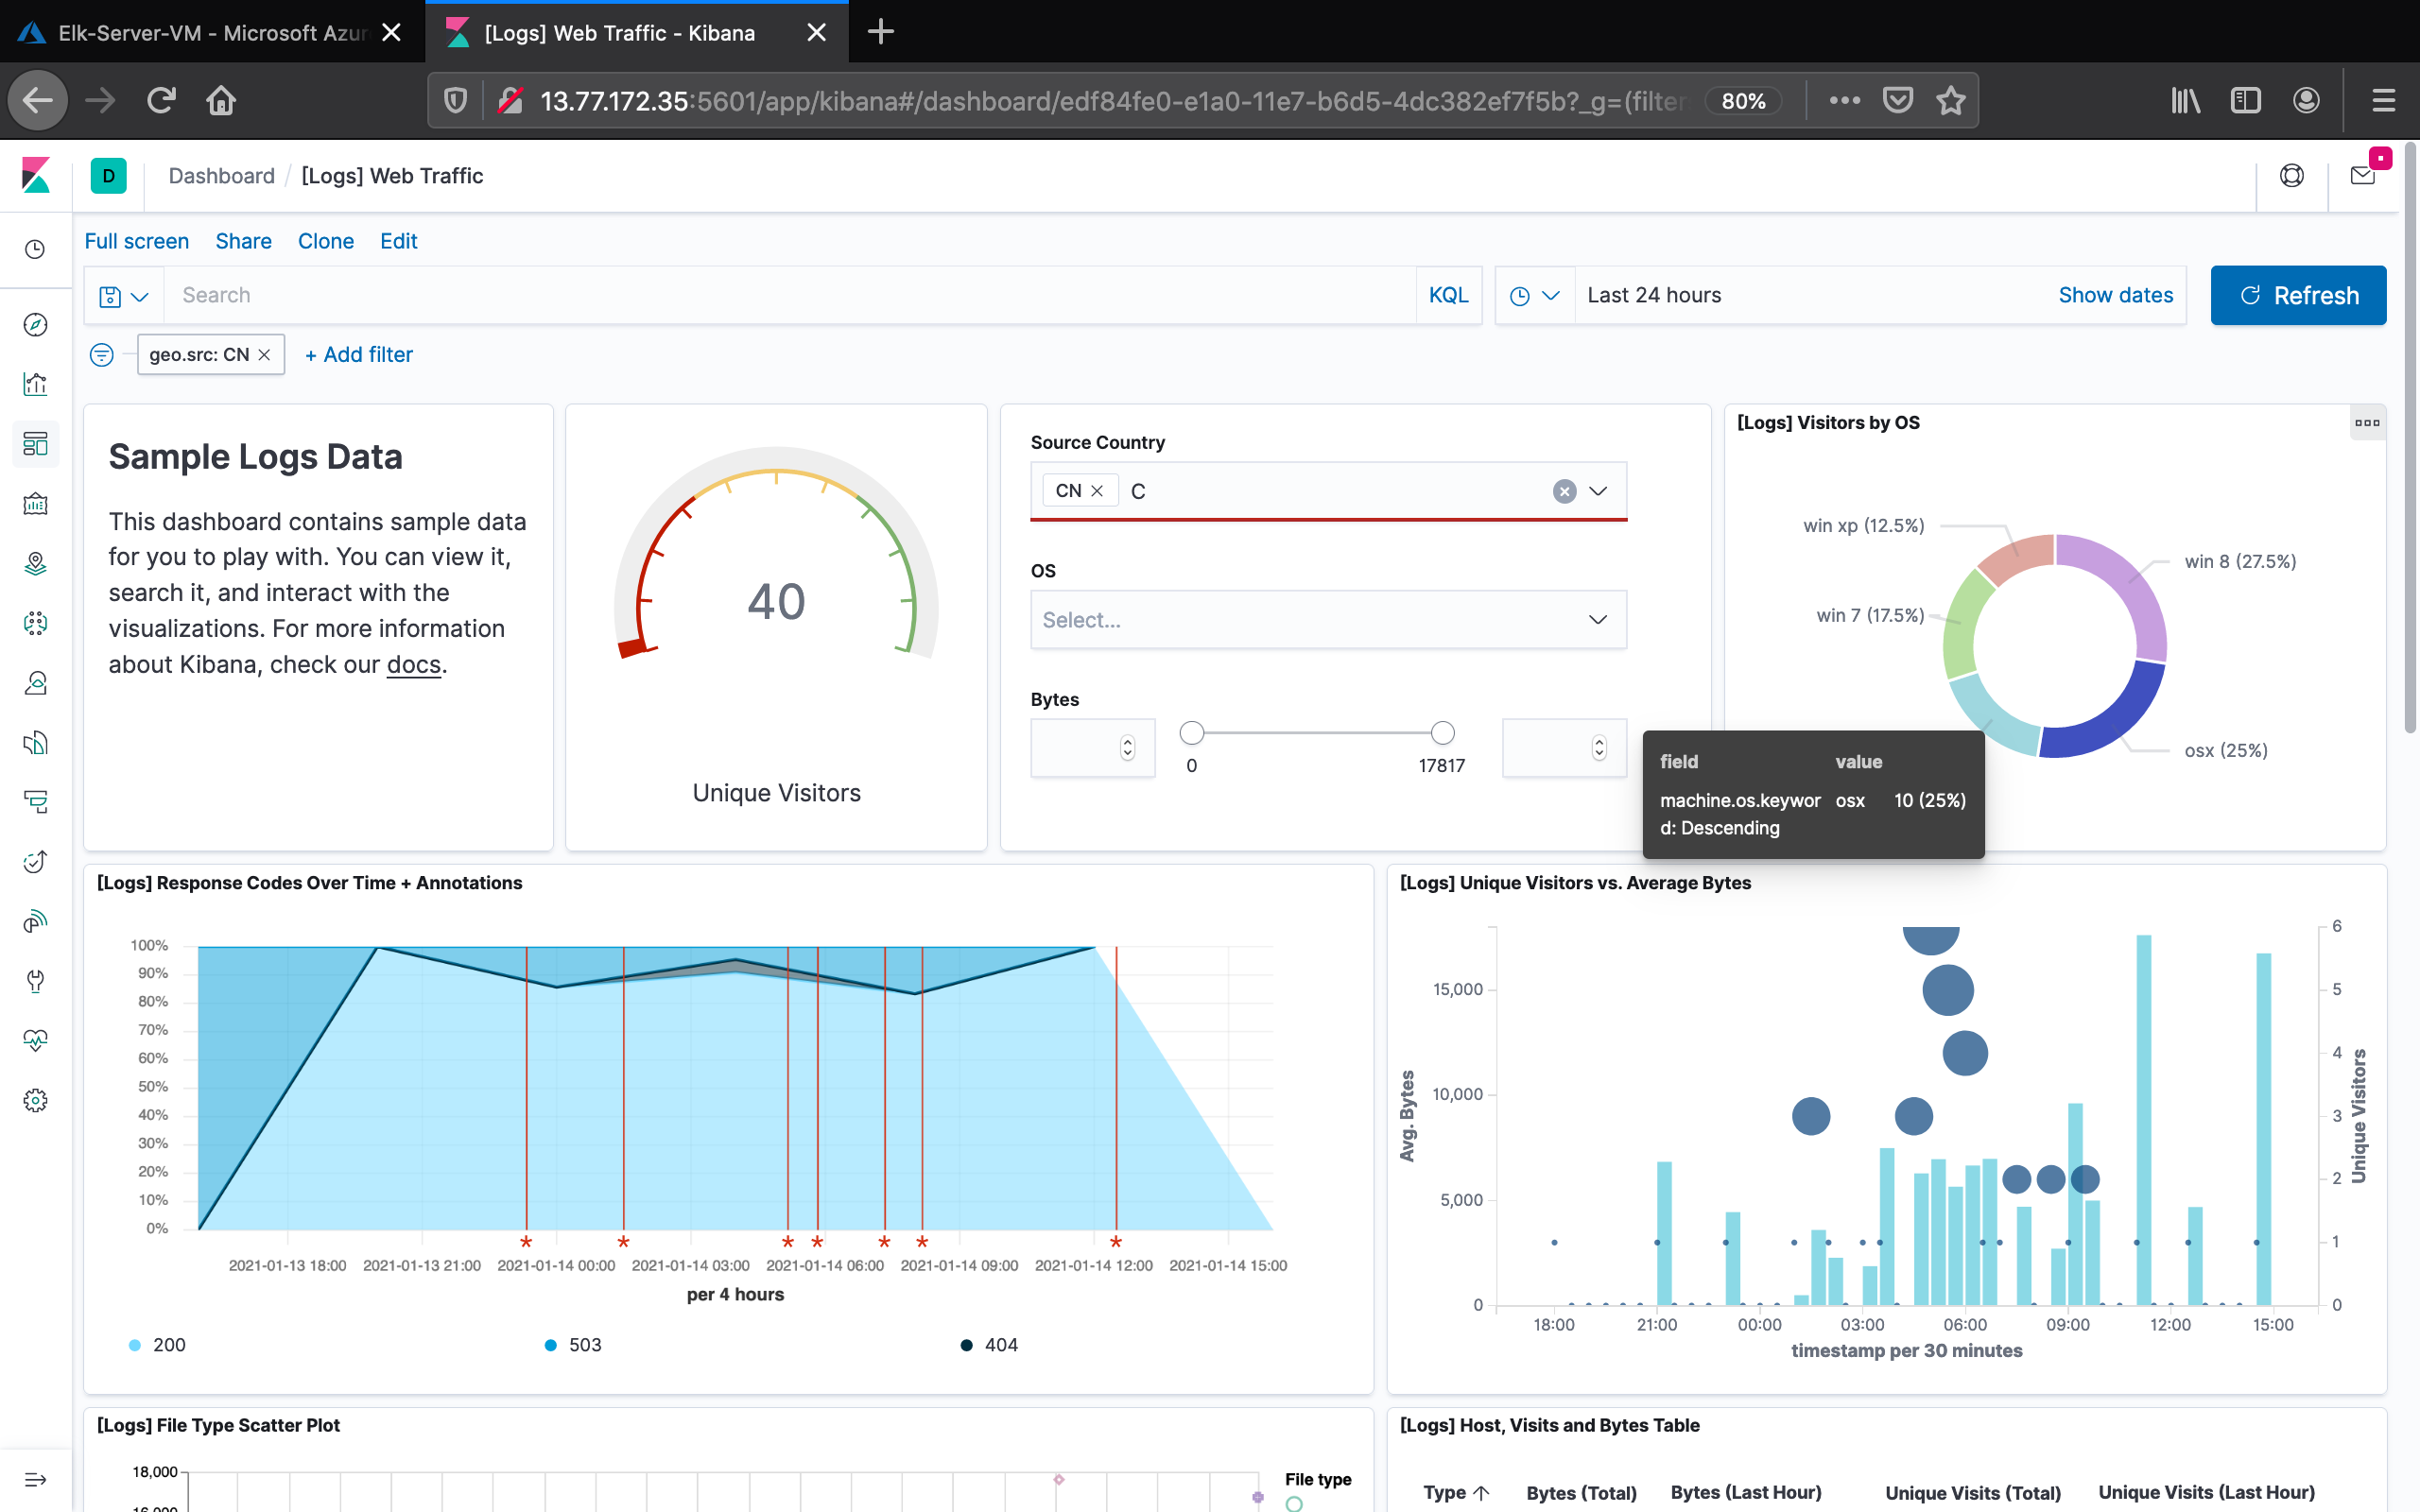 Elk-Server-VM - Microsoft Azur
[Logs] Web Traffic - Kibana
13.77.172.35:5601/app/kibana#/dashboard/edf84fe0-e1a0-11e7-b6d5-4dc382ef7f5b?_g=(filter
80%
D
Dashboard / [Logs] Web Traffic
Full screen Share Clone Edit
Search
KQL
Last 24 hours
Show dates
Refresh
geo.src: CN
+ Add filter
Sample Logs Data
This dashboard contains sample data
for you to play with. You can view it,
search it, and interact with the
visualizations. For more information
about Kibana, check our docs.
40
Unique Visitors
Source Country
CN
C
OS
Select...
Bytes
0
17817
[Logs] Visitors by OS
win xp (12.5%)
win 8 (27.5%)
win 7 (17.5%)
osx (25%)
field value
machine.os.keywor osx 10 (25%)
d: Descending
[Logs] Response Codes Over Time + Annotations
100%
90%
80%
70%
60%
50%
40%
30%
20%
10%
0%
2021-01-13 18:00 2021-01-13 21:00 2021-01-14 00:00 2021-01-14 03:00 2021-01-14 06:00 2021-01-14 09:00 2021-01-14 12:00 2021-01-14 15:00
per 4 hours
200 503 404
[Logs] Unique Visitors vs. Average Bytes
15,000
10,000
5,000
0
Avg. Bytes
6
5
4
3
2
1
0
Unique Visitors
18:00 21:00 00:00 03:00 06:00 09:00 12:00 15:00
timestamp per 30 minutes
[Logs] File Type Scatter Plot
18,000
File type
[Logs] Host, Visits and Bytes Table
Type Bytes (Total) Bytes (Last Hour) Unique Visits (Total) Unique Visits (Last Hour)